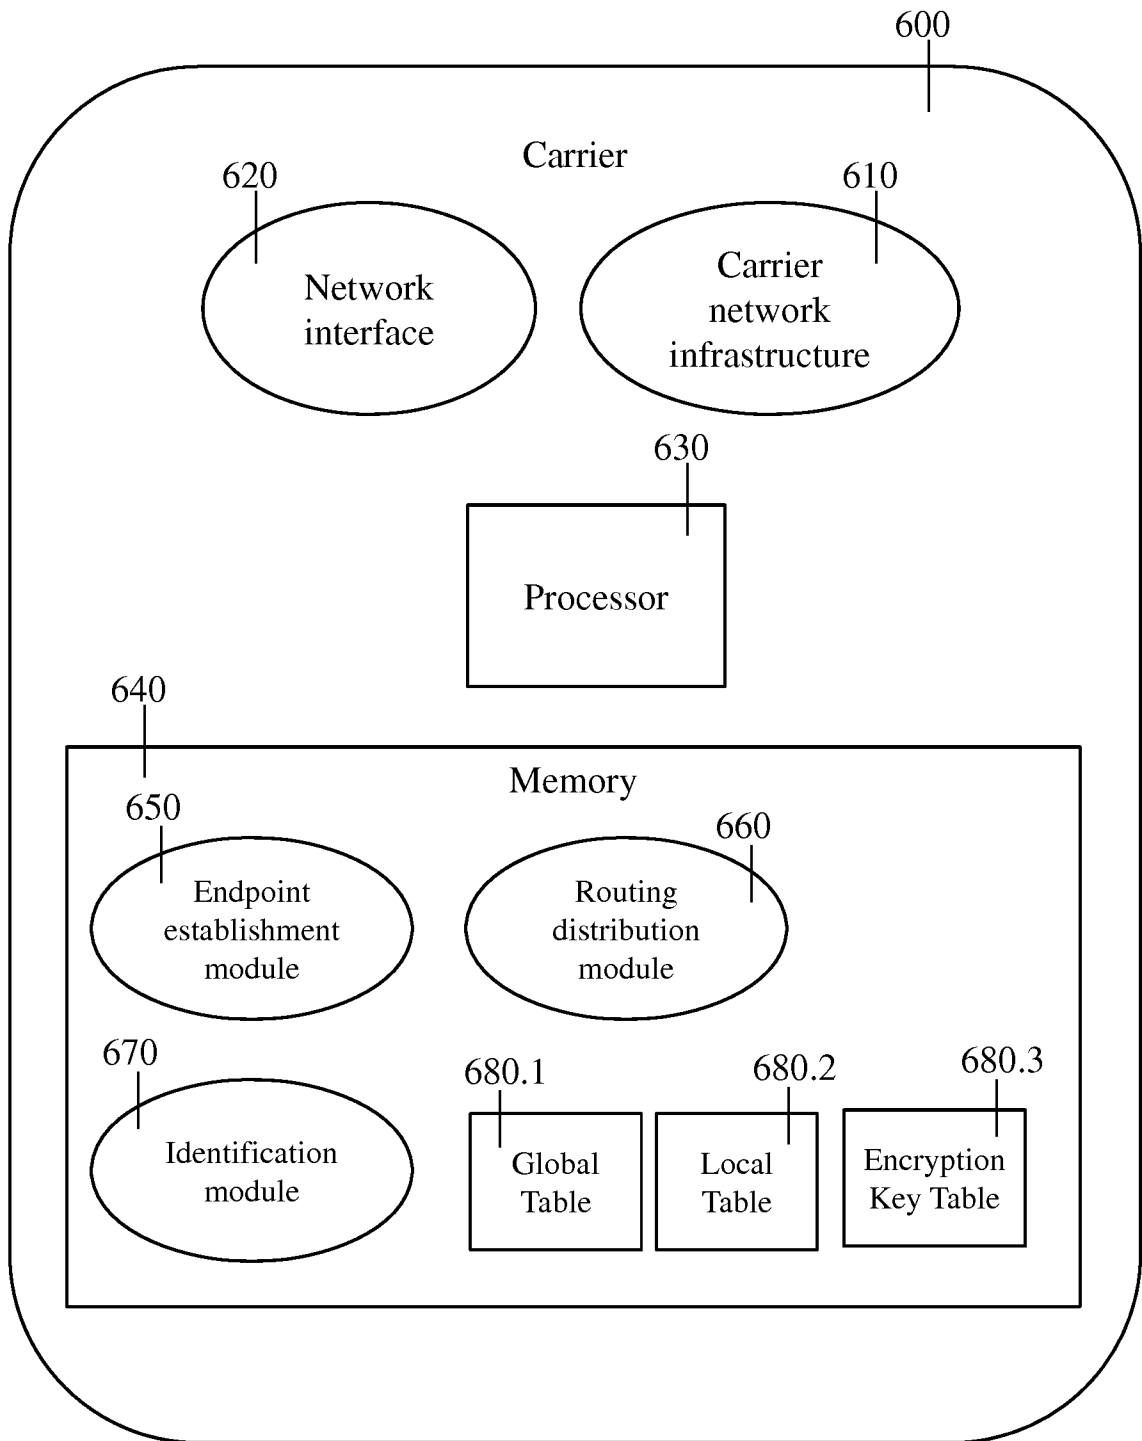 600
Carrier
620
610
Network
interface
Carrier
network
infrastructure
630
Processor
640
Memory
650
660
Endpoint
establishment
module
Routing
distribution
module
670
680.1
680.2
680.3
Identification
module
Global
Table
Local
Table
Encryption
Key Table